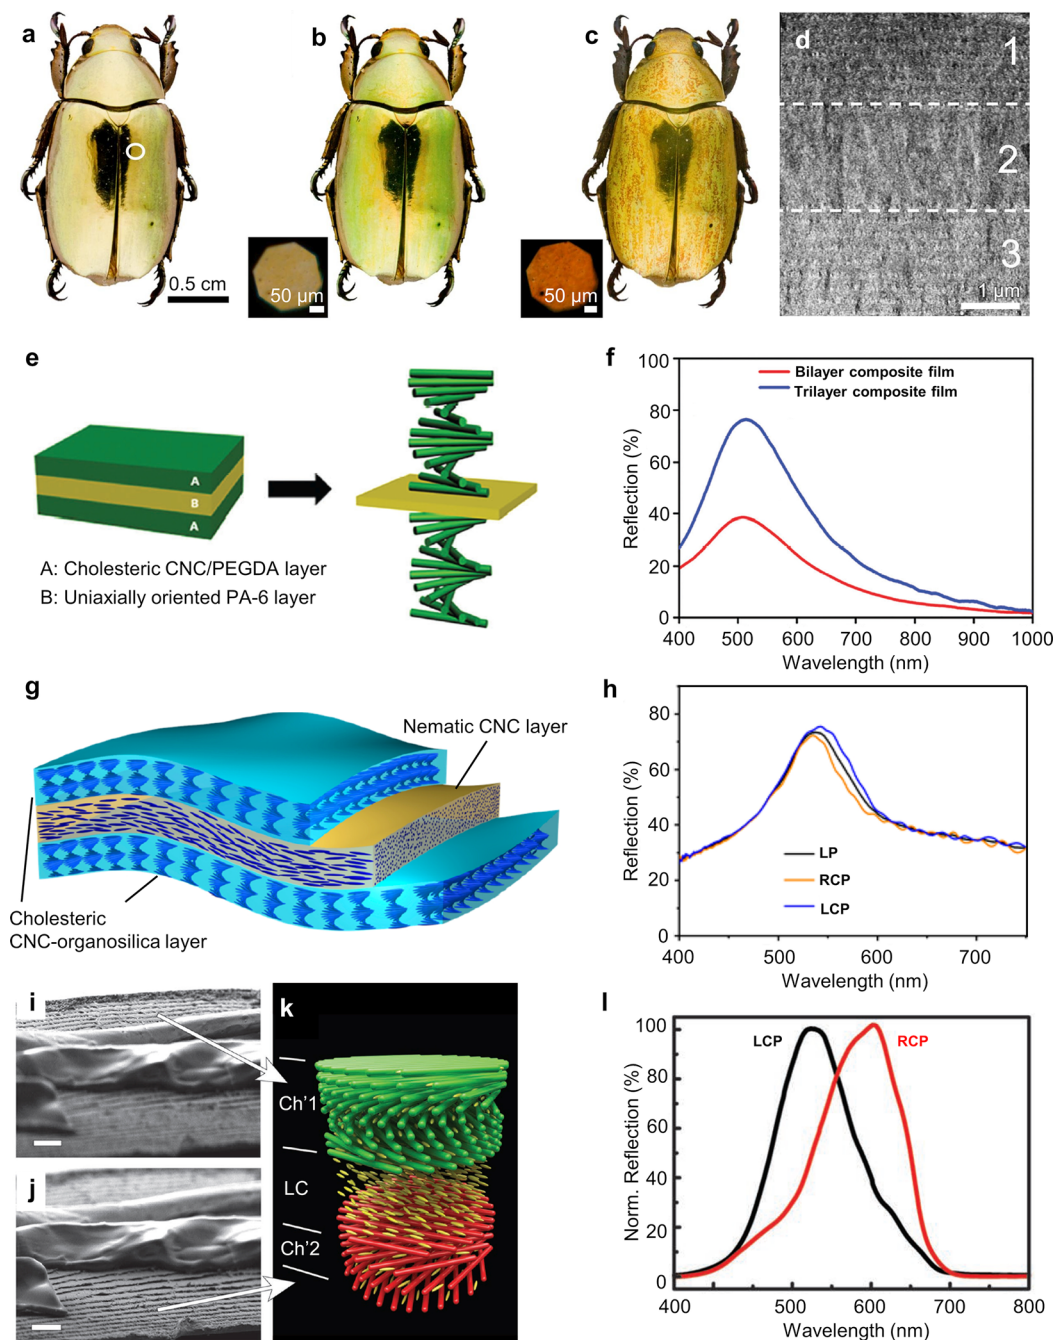 a
b
c
d
1
2
3
0.5 cm
50 µm
50 µm
1 µm
e
A
B
A
A: Cholesteric CNC/PEGDA layer
B: Uniaxially oriented PA-6 layer
f
100
80
60
40
20
0
400 500 600 700 800 900 1000
Reflection (%)
Wavelength (nm)
Bilayer composite film
Trilayer composite film
g
Nematic CNC layer
Cholesteric
CNC-organosilica layer
h
80
60
40
20
0
400 500 600 700
Reflection (%)
Wavelength (nm)
LP
RCP
LCP
i
j
k
Ch'1
LC
Ch'2
l
100
80
60
40
20
0
400 500 600 700 800
Norm. Reflection (%)
Wavelength (nm)
LCP
RCP